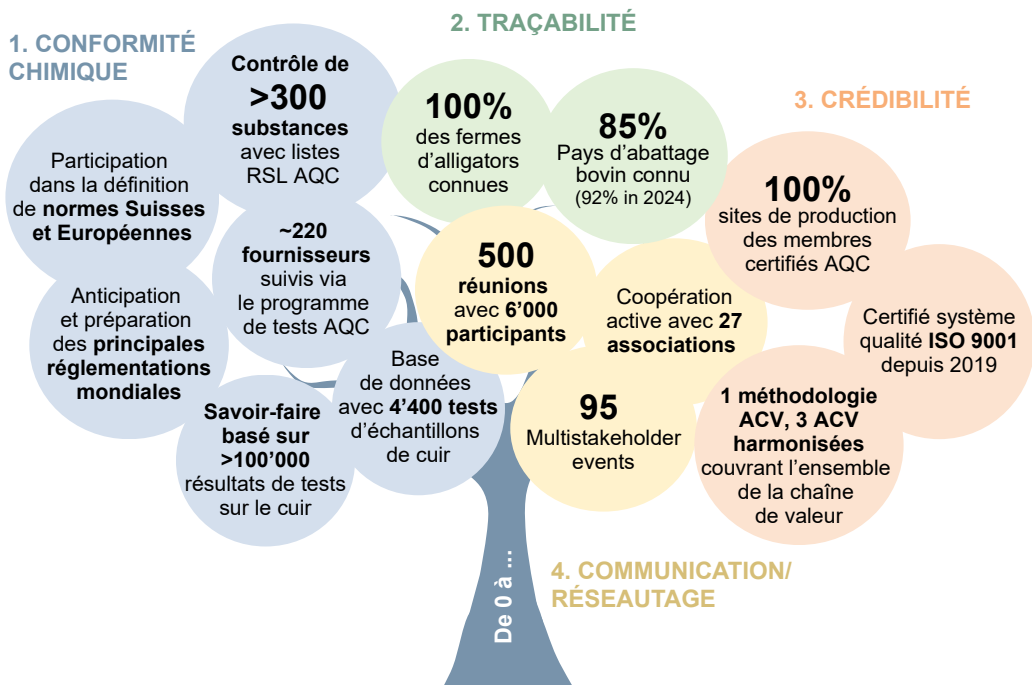 1. CONFORMITÉ
CHIMIQUE
Contrôle de
>300
substances
avec listes
RSL AQC
Participation
dans la définition
de normes Suisses
et Européennes
~220
fournisseurs
suivis via
le programme
de tests AQC
Anticipation
et préparation
des principales
réglementations
mondiales
Base
de données
avec 4'400 tests
d'échantillons
de cuir
Savoir-faire
basé sur
>100'000
résultats de tests
sur le cuir
2. TRAÇABILITÉ
100%
des fermes
d'alligators
connues
85%
Pays d'abattage
bovin connu
(92% in 2024)
3. CRÉDIBILITÉ
100%
sites de production
des membres
certifiés AQC
Certifié système
qualité ISO 9001
depuis 2019
1 méthodologie
ACV, 3 ACV
harmonisées
couvrant l'ensemble
de la chaîne
de valeur
500
réunions
avec 6'000
participants
Coopération
active avec 27
associations
95
Multistakeholder
events
4. COMMUNICATION/
RÉSEAUTAGE
De 0 à ...